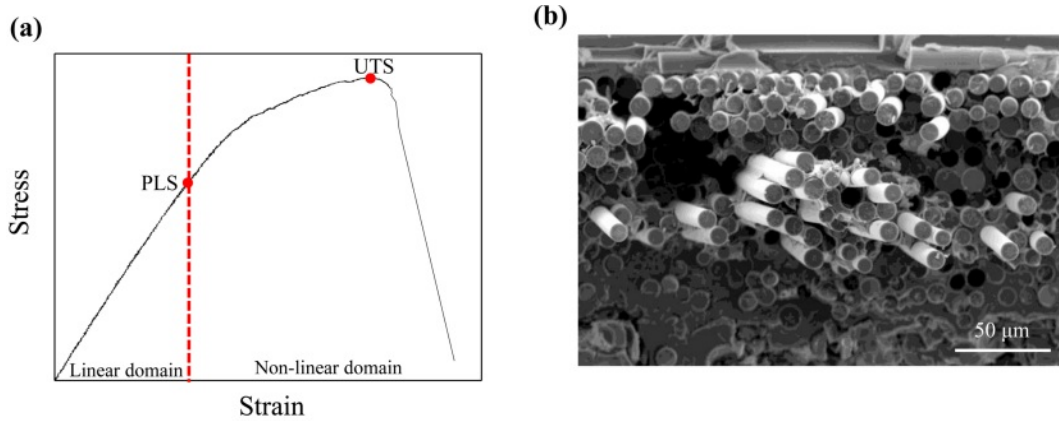 (a)
UTS
PLS
Stress
Linear domain
Non-linear domain
Strain
(b)
50 μm